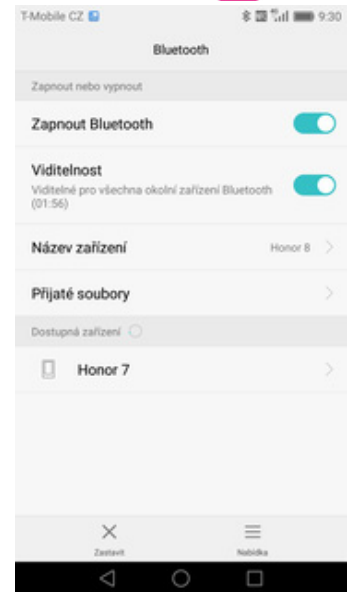 T-Mobile CZ
9:30
Bluetooth
Zapnout nebo vypnout
Zapnout Bluetooth
Viditelnost
Viditelné pro všechna okolní zařízení Bluetooth
(01:56)
Název zařízení
Honor 8
Přijaté soubory
Dostupná zařízení
Honor 7
Zastavit
Nabídka